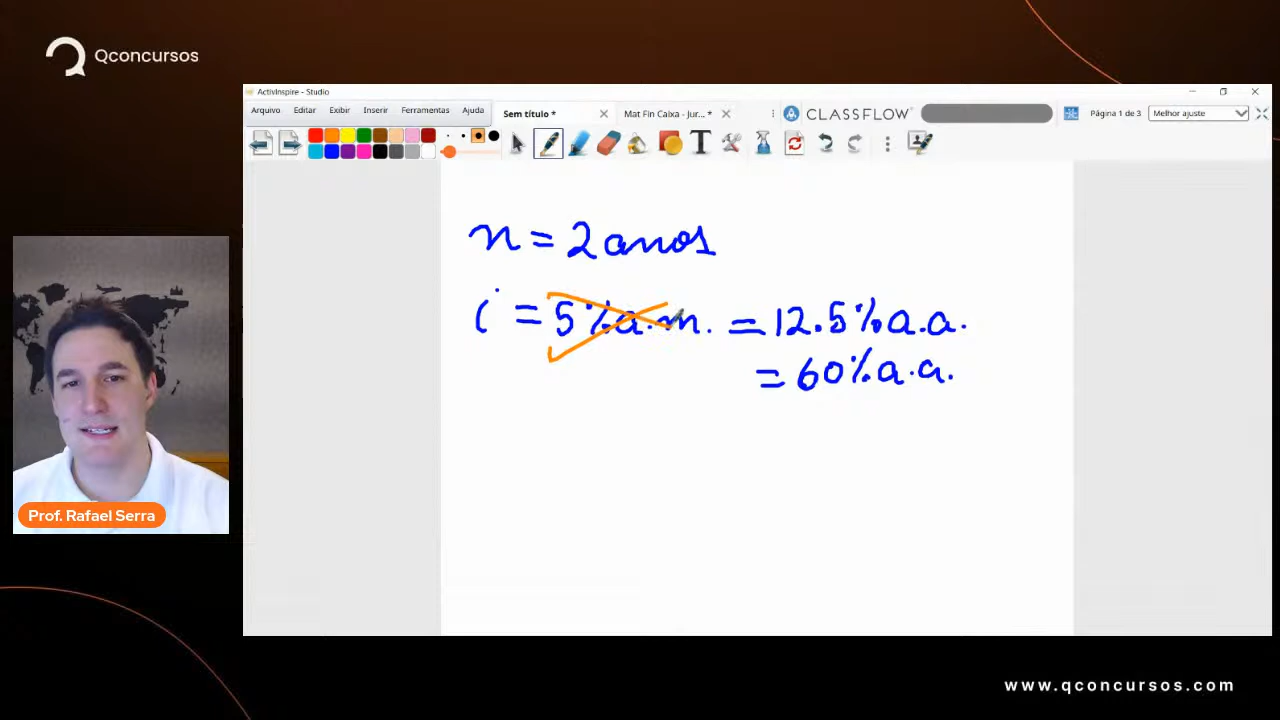 Qconcursos
ActivInspire - Studio
Arquivo Editar Exibir Inserir Ferramentas Ajuda
Sem título *
Mat Fin Caixa - Jur... *
CLASSFLOW
Página 1 de 3
Melhor ajuste
n = 2 anos
i = 5% a.m. = 12.5% a.a.
= 60% a.a.
Prof. Rafael Serra
www.qconcursos.com